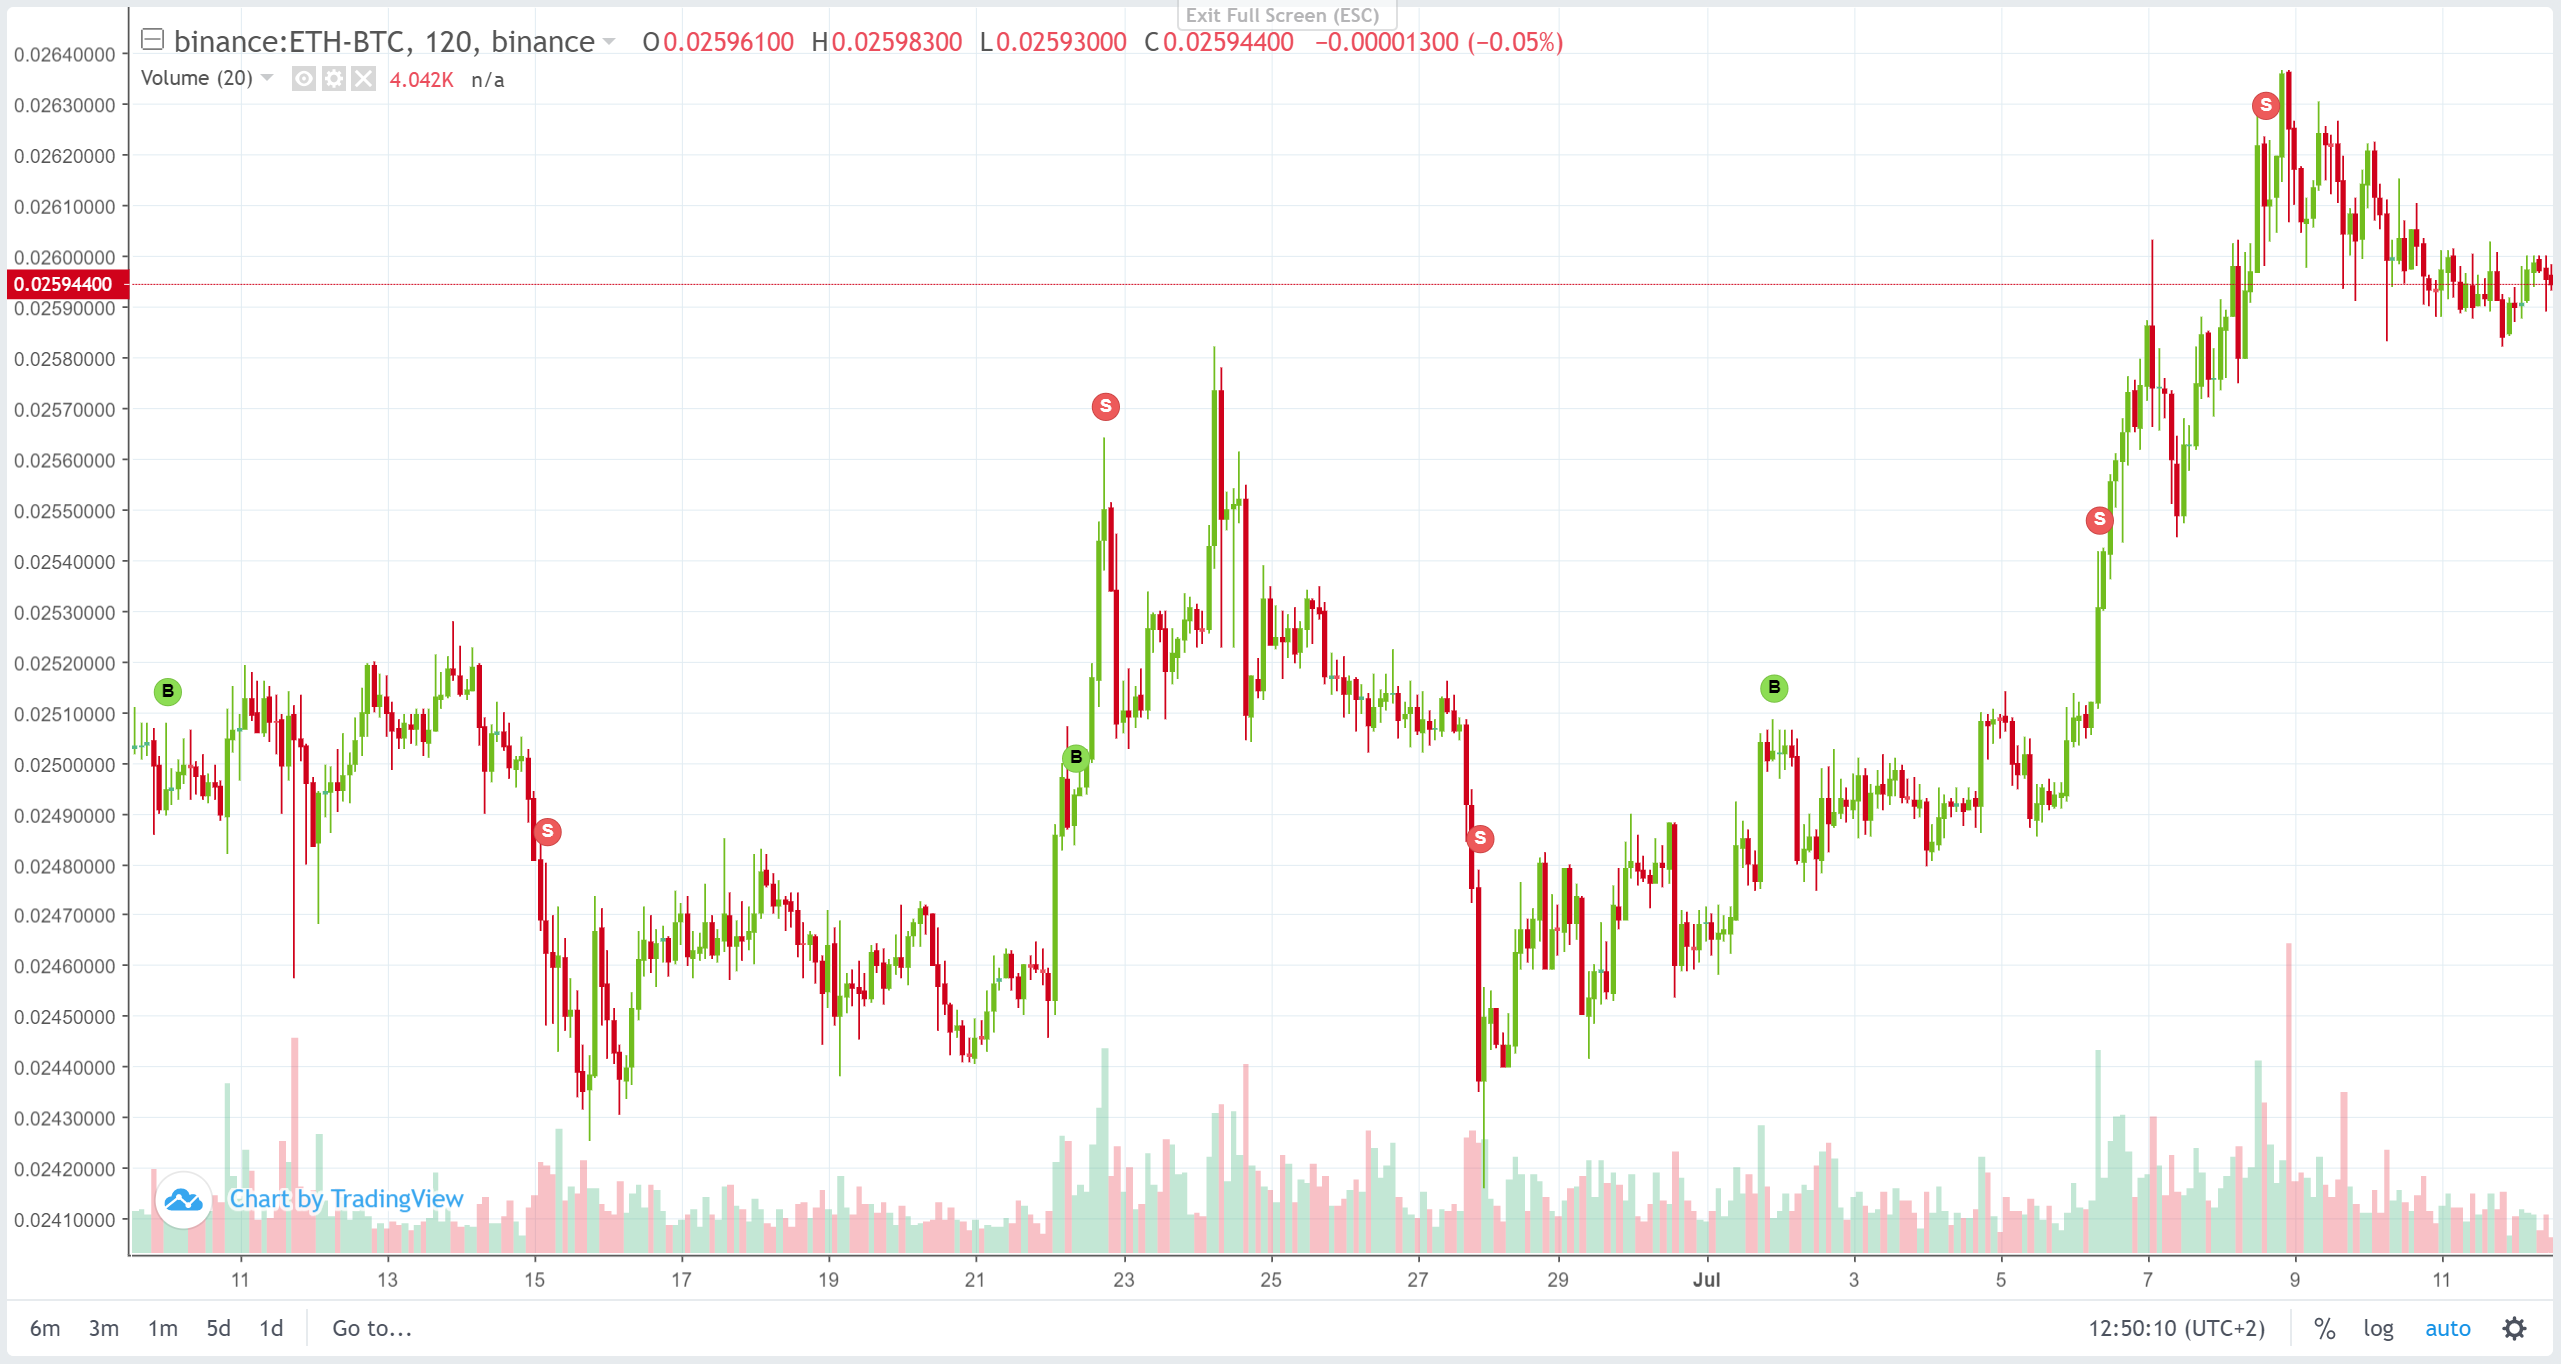 Exit Full Screen (ESC)
binance:ETH-BTC, 120, binance O0.02596100 H0.02598300 L0.02593000 C0.02594400 −0.00001300 (−0.05%)
Volume (20) 4.042K n/a
0.02640000
0.02630000
0.02620000
0.02610000
0.02600000
0.02594400
0.02590000
0.02580000
0.02570000
0.02560000
0.02550000
0.02540000
0.02530000
0.02520000
0.02510000
0.02500000
0.02490000
0.02480000
0.02470000
0.02460000
0.02450000
0.02440000
0.02430000
0.02420000
0.02410000
S
S
S
B
B
B
S
S
Chart by TradingView
11 13 15 17 19 21 23 25 27 29 Jul 3 5 7 9 11
6m 3m 1m 5d 1d Go to... 12:50:10 (UTC+2) % log auto